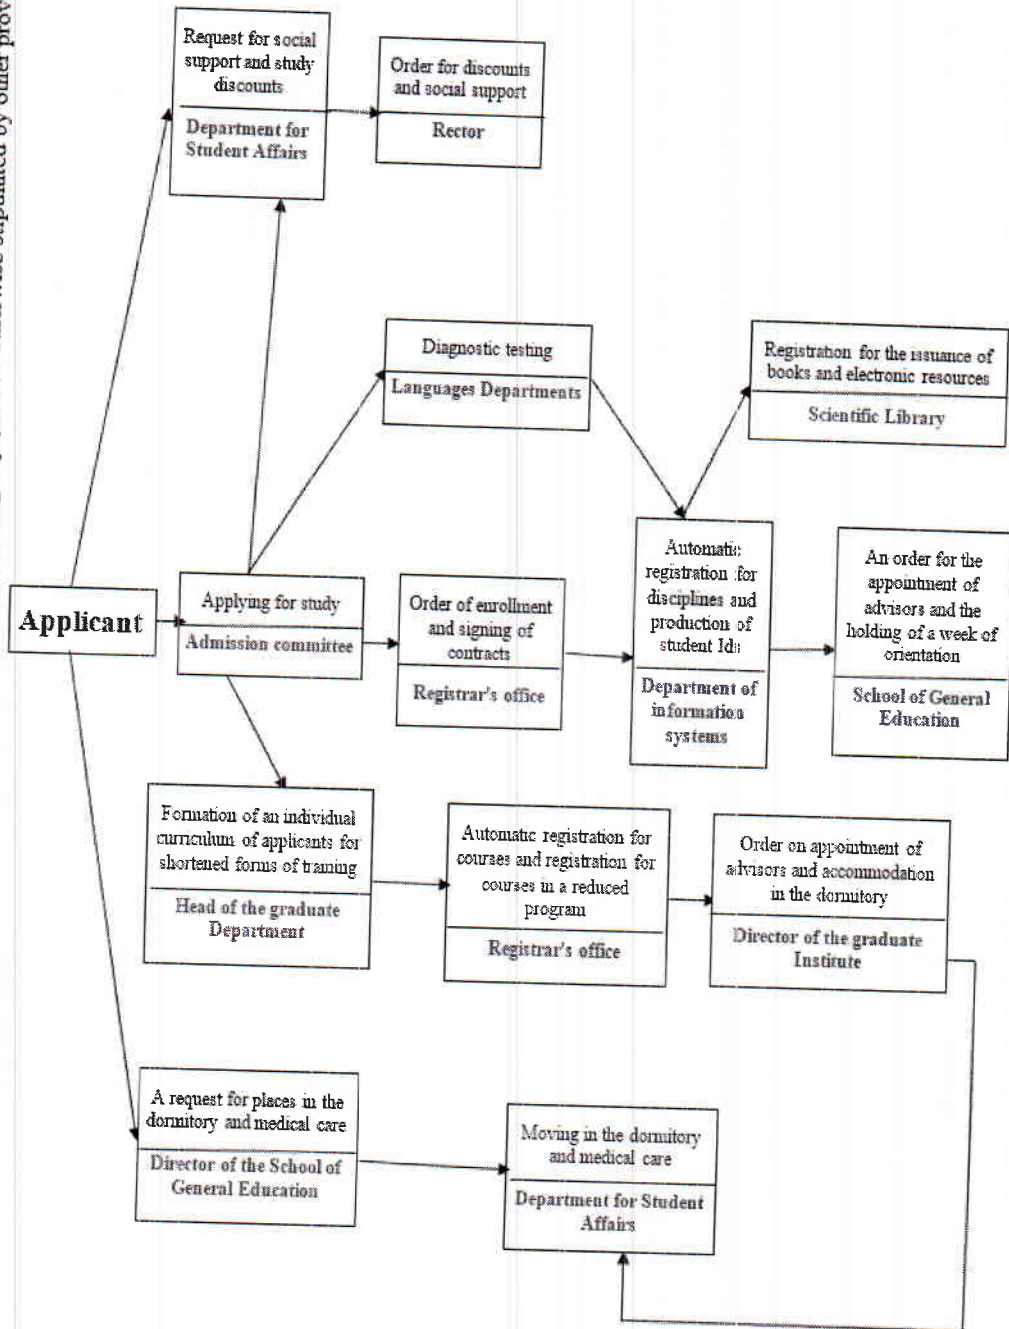 Request for social
support and study
discounts
Department for
Student Affairs
Order for discounts
and social support
Rector
Diagnostic testing
Languages Departments
Registration for the issuance of
books and electronic resources
Scientific Library
Applicant
Applying for study
Admission committee
Order of enrollment
and signing of
contracts
Registrar's office
Automatic
registration for
disciplines and
production of
student Ids
Department of
information
systems
An order for the
appointment of
advisors and the
holding of a week of
orientation
School of General
Education
Formation of an individual
curriculum of applicants for
shortened forms of training
Head of the graduate
Department
Automatic registration for
courses and registration for
courses in a reduced
program
Registrar's office
Order on appointment of
advisors and accommodation
in the dormitory
Director of the graduate
Institute
A request for places in the
dormitory and medical care
Director of the School of
General Education
Moving in the dormitory
and medical care
Department for Student
Affairs
stipulated by other